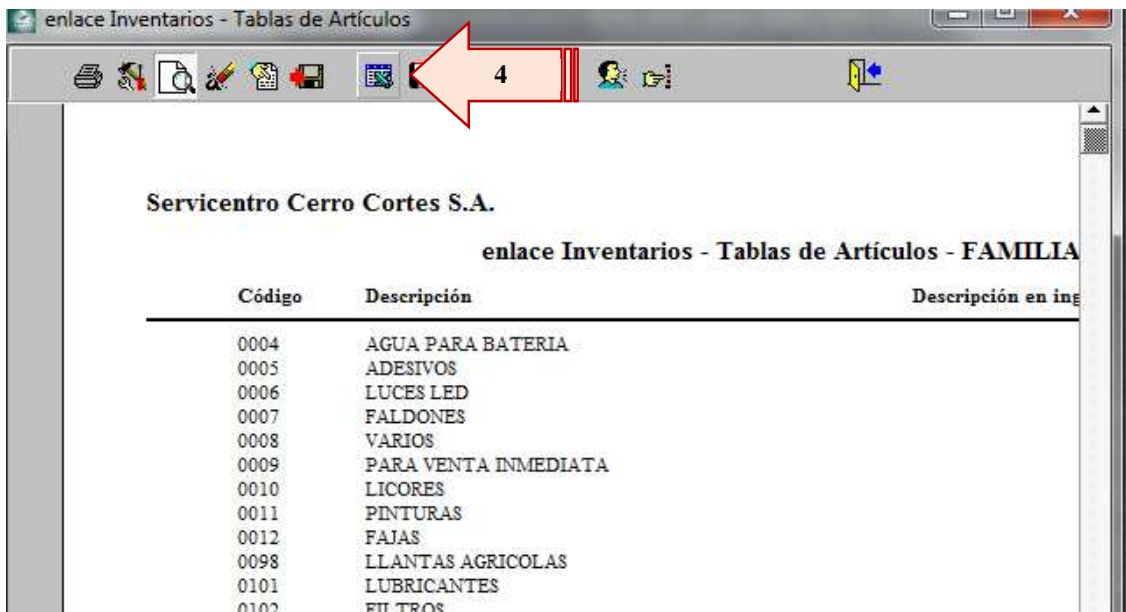 enlace Inventarios - Tablas de Artículos
4
Servicentro Cerro Cortes S.A.
enlace Inventarios - Tablas de Artículos - FAMILIA
Código Descripción Descripción en ing
0004 AGUA PARA BATERIA
0005 ADESIVOS
0006 LUCES LED
0007 FALDONES
0008 VARIOS
0009 PARA VENTA INMEDIATA
0010 LICORES
0011 PINTURAS
0012 FAJAS
0098 LLANTAS AGRICOLAS
0101 LUBRICANTES
0102 FILTROS